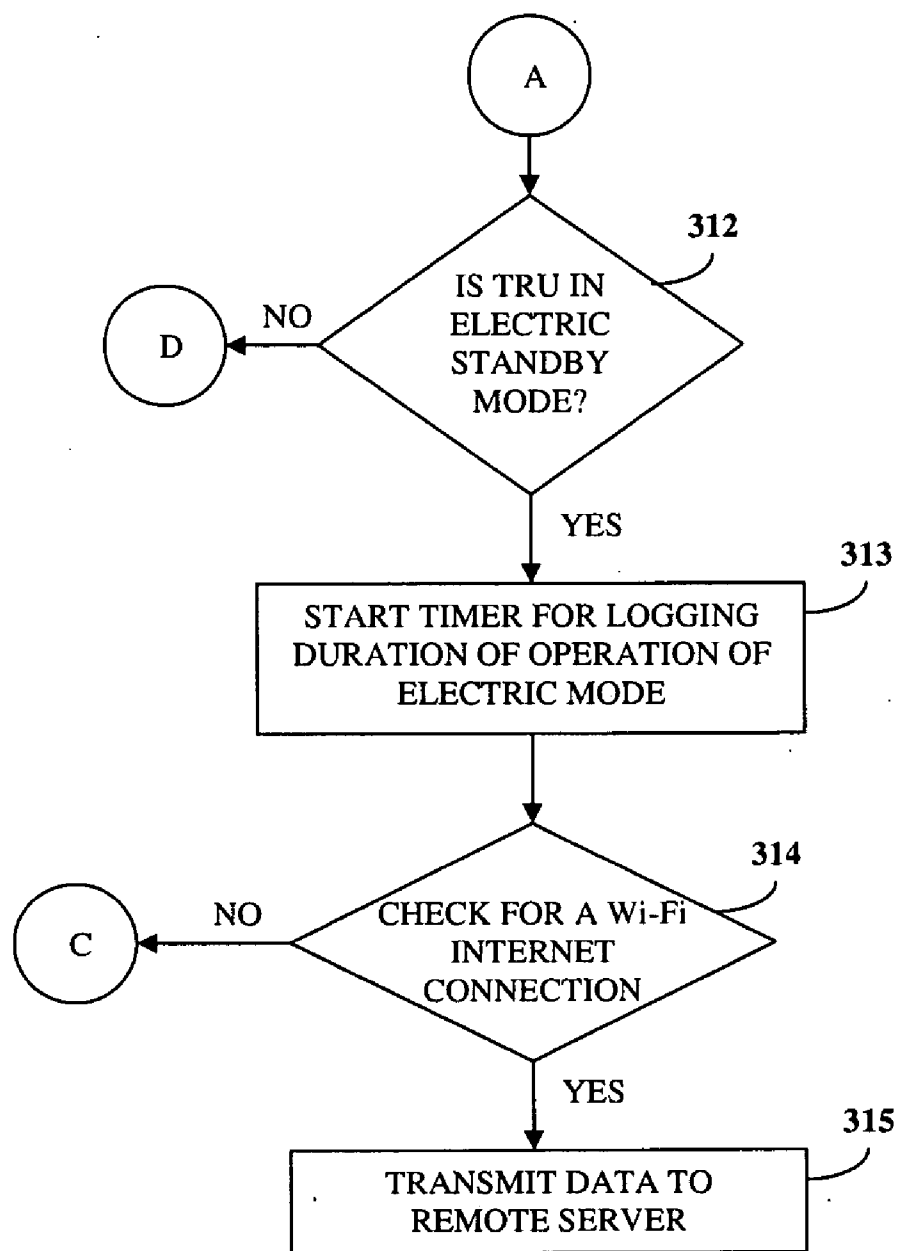 A
312
IS TRU IN
ELECTRIC
STANDBY
MODE?
NO
D
YES
313
START TIMER FOR LOGGING
DURATION OF OPERATION OF
ELECTRIC MODE
314
NO
C
CHECK FOR A Wi-Fi
INTERNET
CONNECTION
YES
315
TRANSMIT DATA TO
REMOTE SERVER